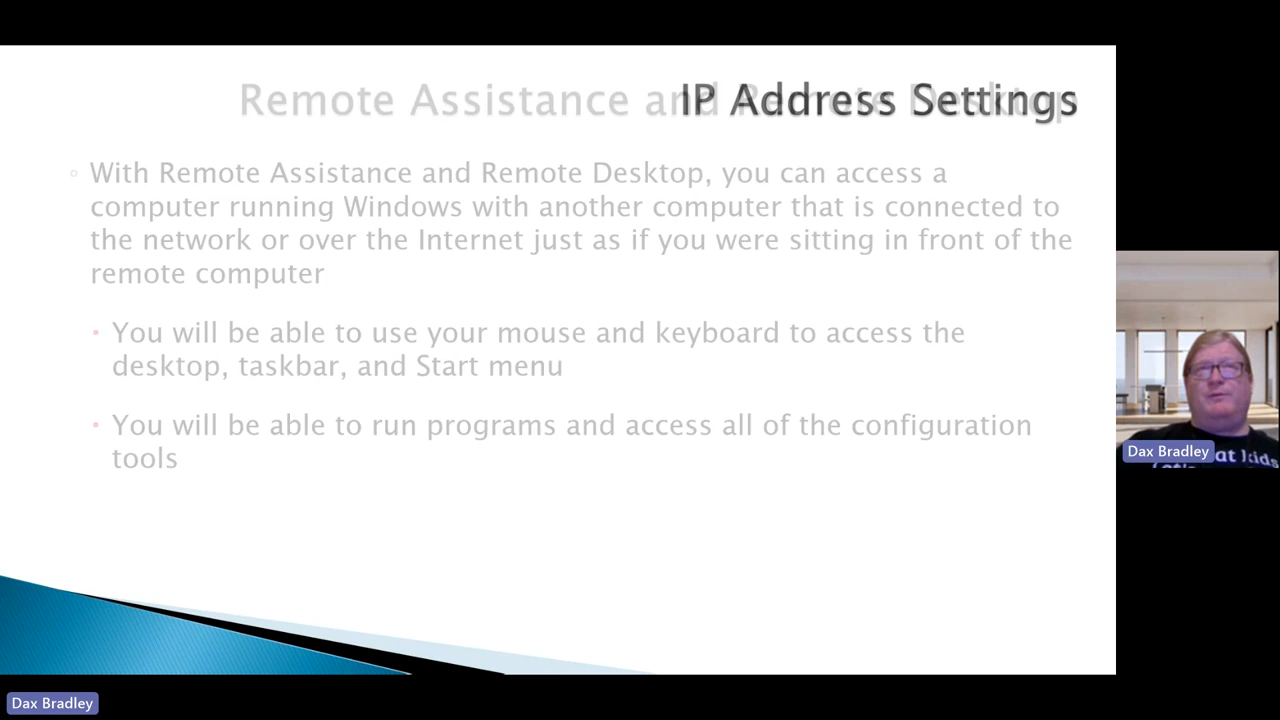 Remote Assistance and Remote Desktop
IP Address Settings
With Remote Assistance and Remote Desktop, you can access a
computer running Windows with another computer that is connected to
the network or over the Internet just as if you were sitting in front of the
remote computer
You will be able to use your mouse and keyboard to access the
desktop, taskbar, and Start menu
You will be able to run programs and access all of the configuration
tools
Dax Bradley
at kids
Dax Bradley